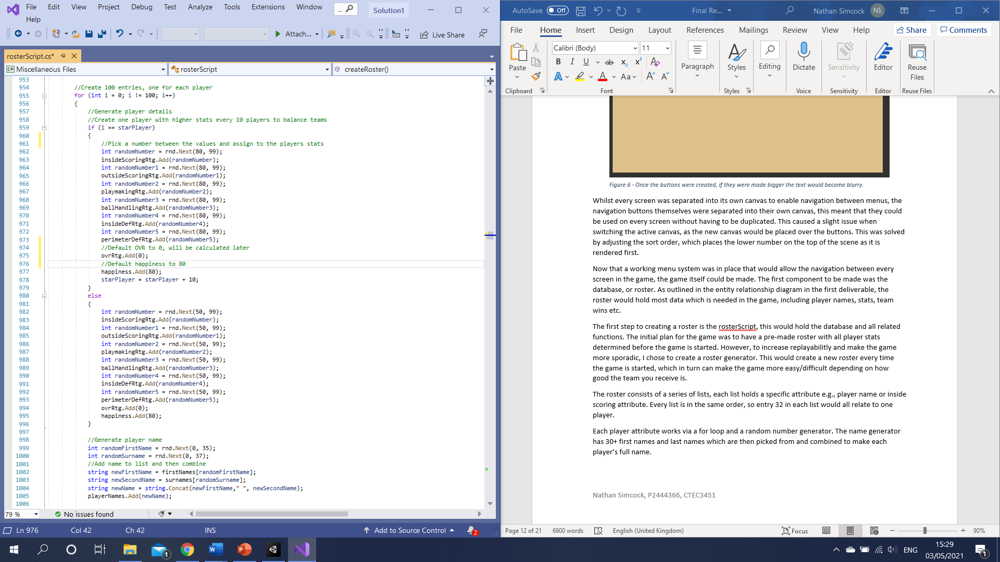 File Edit View Project Debug Test Analyze Tools Extensions Window ... Solution1
Help
Attach... Live Share
rosterScript.cs*
C# Miscellaneous Files rosterScript createRoster()
953
954 //Create 100 entries, one for each player
955 for (int i = 0; i != 100; i++)
956 {
957 //Generate player details
958 //Create one player with higher stats every 10 players to balance teams
959 if (i == starPlayer)
960 {
961 //Pick a number between the values and assign to the players stats
962 int randomNumber = rnd.Next(80, 99);
963 insideScoringRtg.Add(randomNumber);
964 int randomNumber1 = rnd.Next(80, 99);
965 outsideScoringRtg.Add(randomNumber1);
966 int randomNumber2 = rnd.Next(80, 99);
967 playmakingRtg.Add(randomNumber2);
968 int randomNumber3 = rnd.Next(80, 99);
969 ballHandlingRtg.Add(randomNumber3);
970 int randomNumber4 = rnd.Next(80, 99);
971 insideDefRtg.Add(randomNumber4);
972 int randomNumber5 = rnd.Next(80, 99);
973 perimeterDefRtg.Add(randomNumber5);
974 //Default OVR to 0, will be calculated later
975 ovrRtg.Add(0);
976 //Default happiness to 80
977 happiness.Add(80);
978 starPlayer = starPlayer + 10;
979 }
980 else
981 {
982 int randomNumber = rnd.Next(50, 99);
983 insideScoringRtg.Add(randomNumber);
984 int randomNumber1 = rnd.Next(50, 99);
985 outsideScoringRtg.Add(randomNumber1);
986 int randomNumber2 = rnd.Next(50, 99);
987 playmakingRtg.Add(randomNumber2);
988 int randomNumber3 = rnd.Next(50, 99);
989 ballHandlingRtg.Add(randomNumber3);
990 int randomNumber4 = rnd.Next(50, 99);
991 insideDefRtg.Add(randomNumber4);
992 int randomNumber5 = rnd.Next(50, 99);
993 perimeterDefRtg.Add(randomNumber5);
994 ovrRtg.Add(0);
995 happiness.Add(80);
996 }
997
998 //Generate player name
999 int randomFirstName = rnd.Next(0, 35);
1000 int randomSurname = rnd.Next(0, 37);
1001 //Add name to list and then combine
1002 string newFirstName = firstNames[randomFirstName];
1003 string newSecondName = surnames[randomSurname];
1004 string newName = string.Concat(newFirstName," ", newSecondName);
1005 playerNames.Add(newName);
1006
79 % No issues found
Ln 976 Col 42 Ch 42 INS Add to Source Control 2
AutoSave Off Final Re... Nathan Simcock NS
File Home Insert Design Layout References Mailings Review View Help Share Comments
Calibri (Body) 11
Paste B I U ab x2 x2 Paragraph Styles Editing Dictate Sensitivity Editor Reuse Files
A A Aa A A
Clipboard Font Styles Voice Sensitivity Editor Reuse Files
Figure 6 - Once the buttons were created, if they were made bigger the text would become blurry.
Whilst every screen was separated into its own canvas to enable navigation between menus, the
navigation buttons themselves were separated into their own canvas, this meant that they could
be used on every screen without having to be duplicated. This caused a slight issue when
switching the active canvas, as the new canvas would be placed over the buttons. This was solved
by adjusting the sort order, which places the lower number on the top of the scene as it is
rendered first.
Now that a working menu system was in place that would allow the navigation between every
screen in the game, the game itself could be made. The first component to be made was the
database, or roster. As outlined in the entity relationship diagram in the first deliverable, the
roster would hold most data which is needed in the game, including player names, stats, team
wins etc.
The first step to creating a roster is the rosterScript, this would hold the database and all related
functions. The initial plan for the game was to have a pre-made roster with all player stats
determined before the game is started. However, to increase replayabilitly and make the game
more sporadic, I chose to create a roster generator. This would create a new roster every time
the game is started, which in turn can make the game more easy/difficult depending on how
good the team you receive is.
The roster consists of a series of lists, each list holds a specific attribute e.g., player name or inside
scoring attribute. Every list is in the same order, so entry 32 in each list would all relate to one
player.
Each player attribute works via a for loop and a random number generator. The name generator
has 30+ first names and last names which are then picked from and combined to make each
player’s full name.
Nathan Simcock, P2444366, CTEC3451
Page 12 of 21 6900 words English (United Kingdom) Focus 90%
1 ENG 15:29
03/05/2021 1